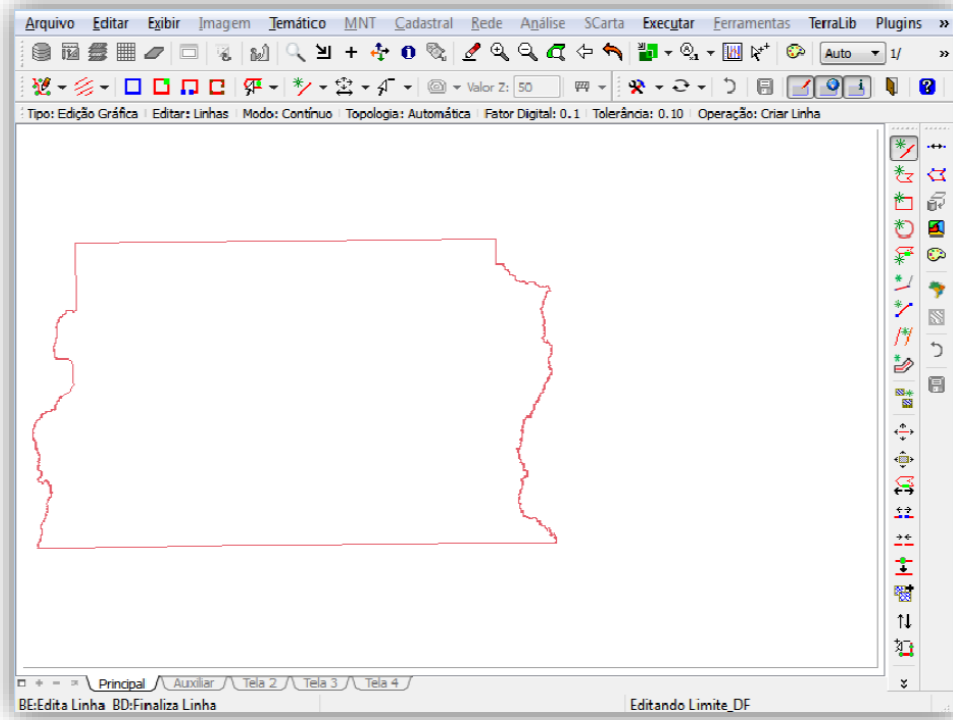 Arquivo Editar Exibir Imagem Temático MNT Cadastral Rede Análise SCarta Executar Ferramentas TerraLib Plugins »
Auto 1/ »
Valor Z: 50
Tipo: Edição Gráfica Editar: Linhas Modo: Contínuo Topologia: Automática Fator Digital: 0.1 Tolerância: 0.10 Operação: Criar Linha
Principal Auxiliar Tela 2 Tela 3 Tela 4
BE:Edita Linha BD:Finaliza Linha Editando Limite_DF